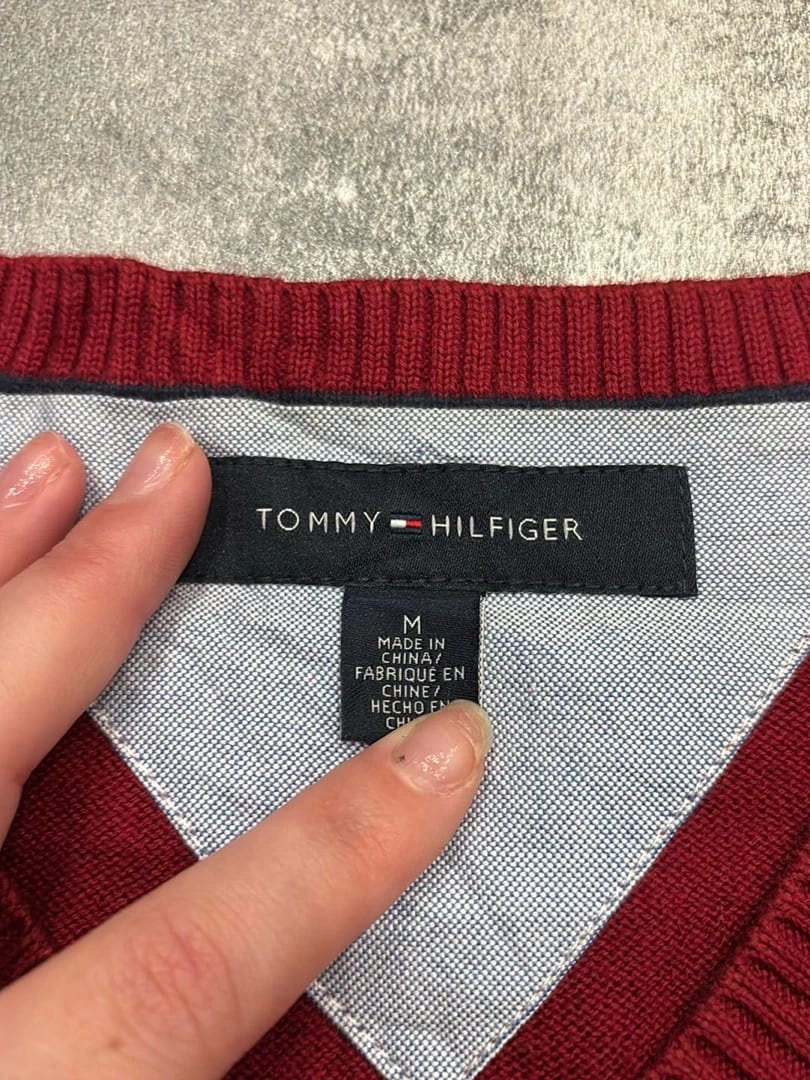 TOMMY HILFIGER
M
MADE IN
CHINA/
FABRIQUÉ EN
CHINE/
HECHO EN